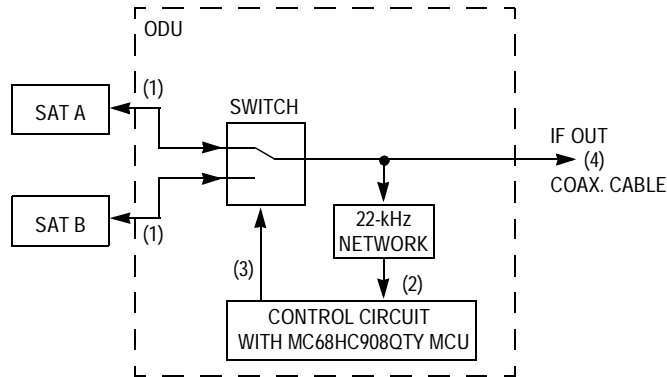 ODU
(1)
SAT A
SWITCH
IF OUT
(4)
COAX. CABLE
SAT B
(1)
22-kHz
NETWORK
(3)
(2)
CONTROL CIRCUIT
WITH MC68HC908QTY MCU